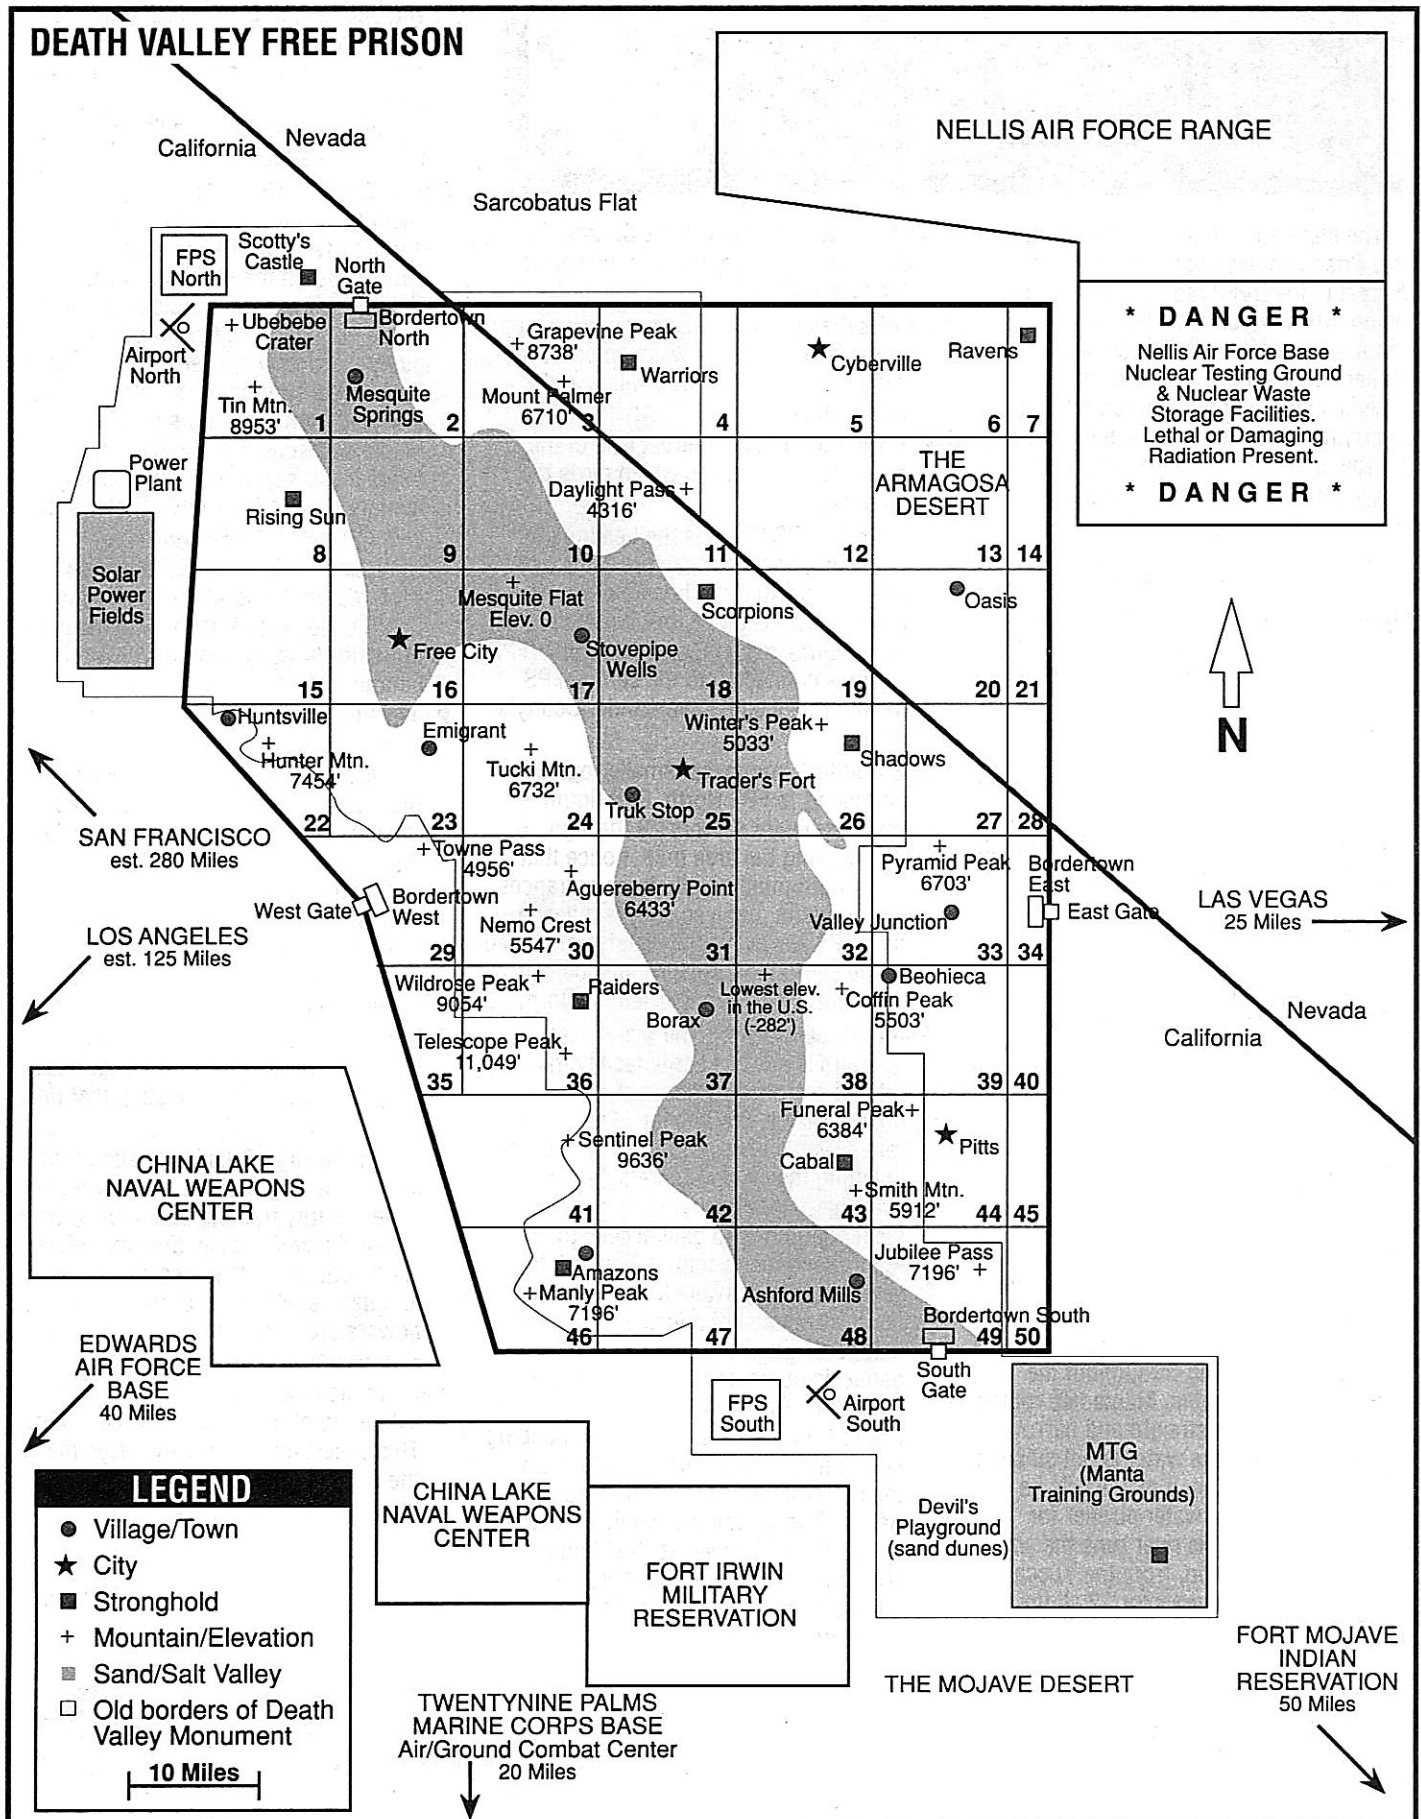 DEATH VALLEY FREE PRISON
California
Nevada
Sarcobatus Flat
NELLIS AIR FORCE RANGE
FPS
North
Scotty's
Castle
North
Gate
Airport
North
* DANGER *
Nellis Air Force Base
Nuclear Testing Ground
& Nuclear Waste
Storage Facilities.
Lethal or Damaging
Radiation Present.
* DANGER *
Ubebebe
Crater
Bordertown
North
Grapevine Peak
8738'
Warriors
Cyberville
Ravens
Tin Mtn.
8953'
Mesquite
Springs
Mount Palmer
6710'
1
2
3
4
5
6
7
Power
Plant
Solar
Power
Fields
Rising Sun
Daylight Pass
4316'
THE
ARMAGOSA
DESERT
8
9
10
11
12
13
14
Mesquite Flat
Elev. 0
Scorpions
Oasis
Free City
Stovepipe
Wells
15
16
17
18
19
20
21
N
Huntsville
Emigrant
Hunter Mtn.
7454'
Tucki Mtn.
6732'
Winter's Peak
5033'
Shadows
Trader's Fort
Truk Stop
22
23
24
25
26
27
28
SAN FRANCISCO
est. 280 Miles
LOS ANGELES
est. 125 Miles
Towne Pass
4956'
Aguereberry Point
6433'
Pyramid Peak
6703'
Bordertown
East
West Gate
Bordertown
West
Nemo Crest
5547'
Valley Junction
East Gate
LAS VEGAS
25 Miles
29
30
31
32
33
34
Wildrose Peak
9054'
Raiders
Lowest elev.
in the U.S.
(-282')
Beohieca
Coffin Peak
5503'
Borax
Telescope Peak
11,049'
35
36
37
38
39
40
California
Nevada
Sentinel Peak
9636'
Funeral Peak
6384'
Pitts
Cabal
Smith Mtn.
5912'
41
42
43
44
45
Amazons
Manly Peak
7196'
Ashford Mills
Jubilee Pass
7196'
Bordertown South
46
47
48
49
50
CHINA LAKE
NAVAL WEAPONS
CENTER
EDWARDS
AIR FORCE
BASE
40 Miles
FPS
South
Airport
South
South
Gate
MTG
(Manta
Training Grounds)
Devil's
Playground
(sand dunes)
CHINA LAKE
NAVAL WEAPONS
CENTER
FORT IRWIN
MILITARY
RESERVATION
LEGEND
Village/Town
City
Stronghold
Mountain/Elevation
Sand/Salt Valley
Old borders of Death
Valley Monument
10 Miles
TWENTYNINE PALMS
MARINE CORPS BASE
Air/Ground Combat Center
20 Miles
THE MOJAVE DESERT
FORT MOJAVE
INDIAN
RESERVATION
50 Miles